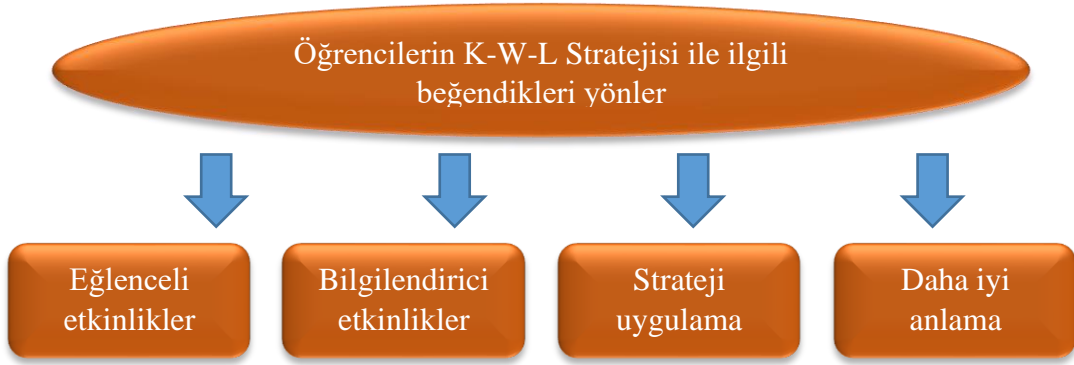 Öğrencilerin K-W-L Stratejisi ile ilgili
beğendikleri yönler
Eğlenceli
etkinlikler
Bilgilendirici
etkinlikler
Strateji
uygulama
Daha iyi
anlama